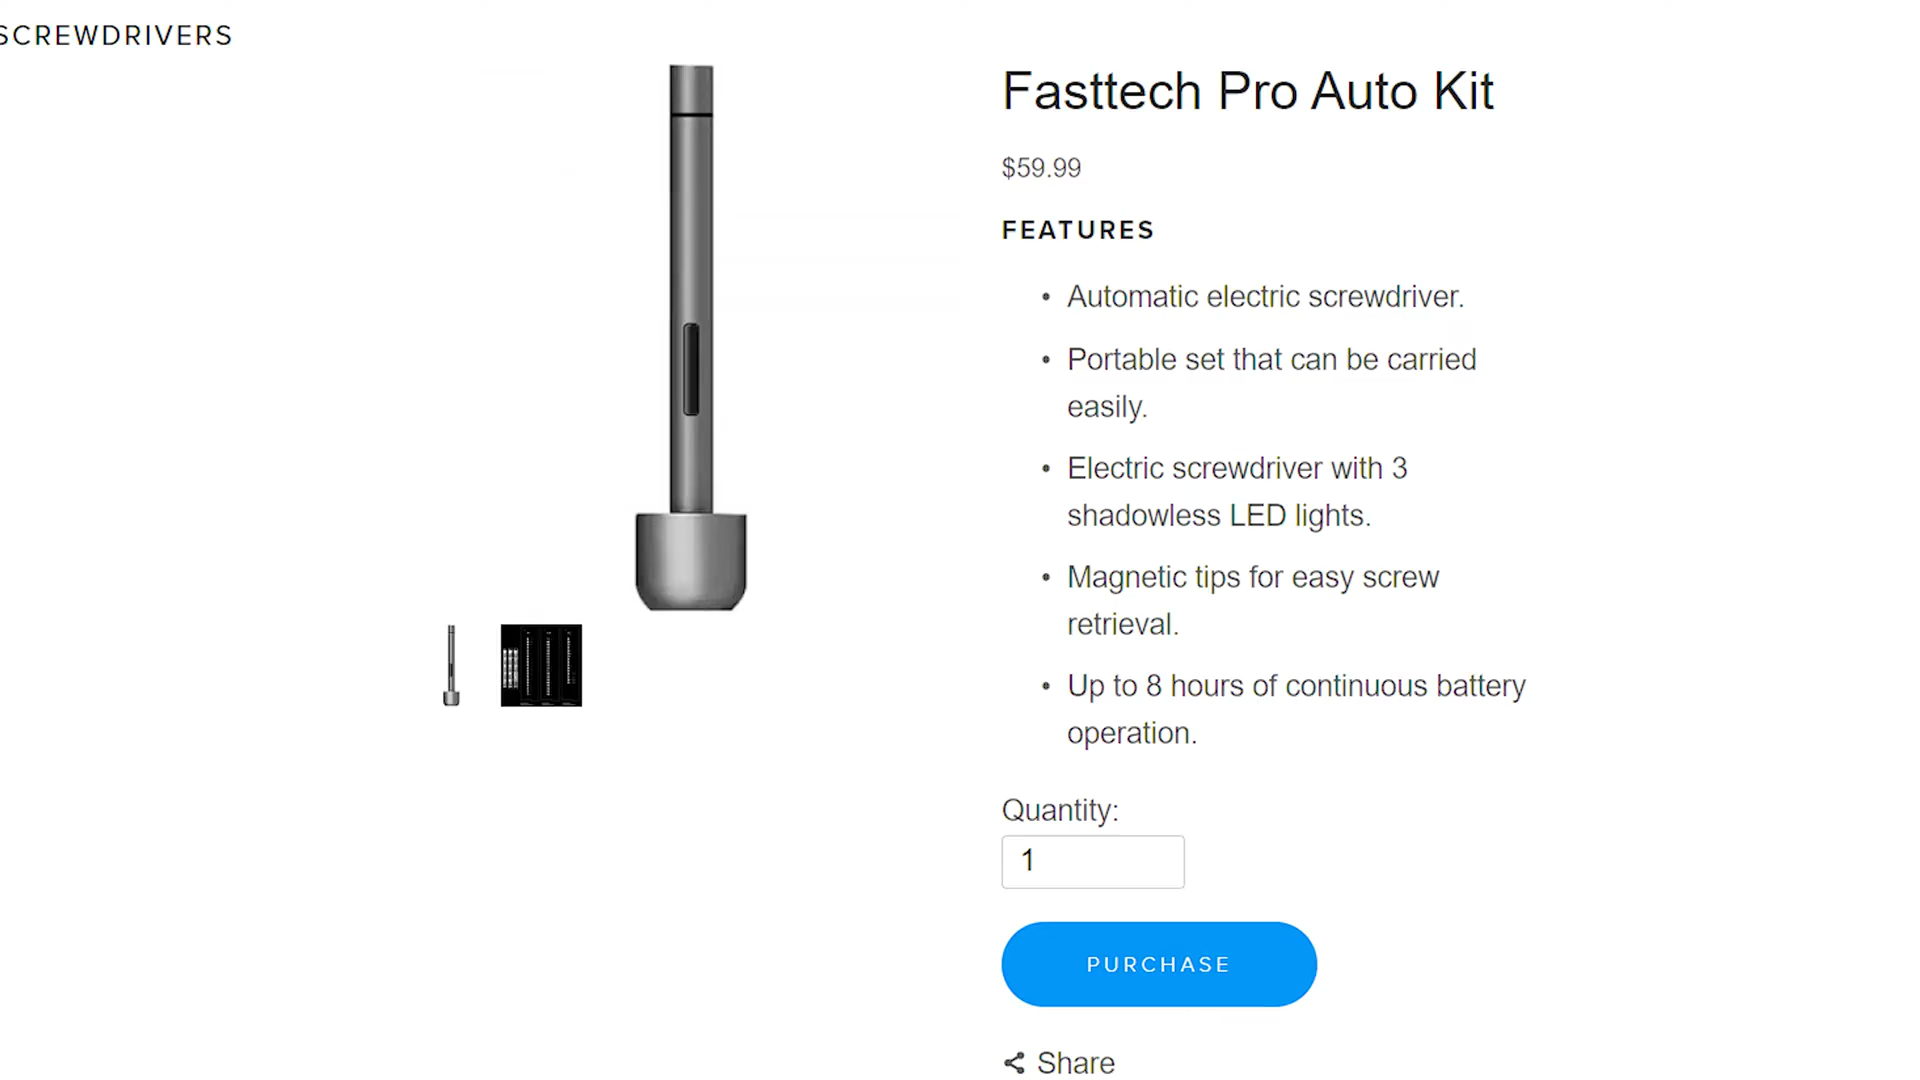 SCREWDRIVERS
Fasttech Pro Auto Kit
$59.99
FEATURES
• Automatic electric screwdriver.
• Portable set that can be carried
easily.
• Electric screwdriver with 3
shadowless LED lights.
• Magnetic tips for easy screw
retrieval.
• Up to 8 hours of continuous battery
operation.
Quantity:
1
PURCHASE
Share